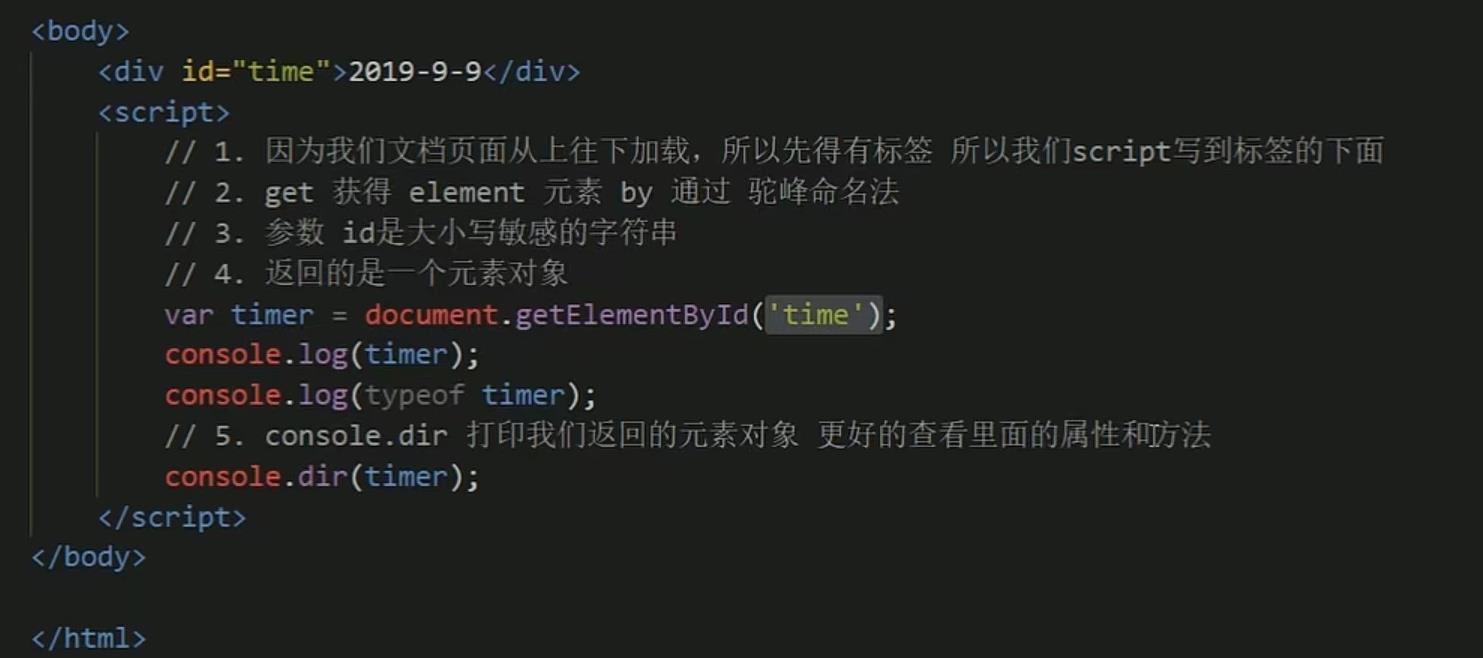 <body>
<div id="time">2019-9-9</div>
<script>
// 1. 因为我们文档页面从上往下加载，所以先得有标签 所以我们script写到标签的下面
// 2. get 获得 element 元素 by 通过 驼峰命名法
// 3. 参数 id是大小写敏感的字符串
// 4. 返回的是一个元素对象
var timer = document.getElementById('time');
console.log(timer);
console.log(typeof timer);
// 5. console.dir 打印我们返回的元素对象 更好的查看里面的属性和方法
console.dir(timer);
</script>
</body>
</html>